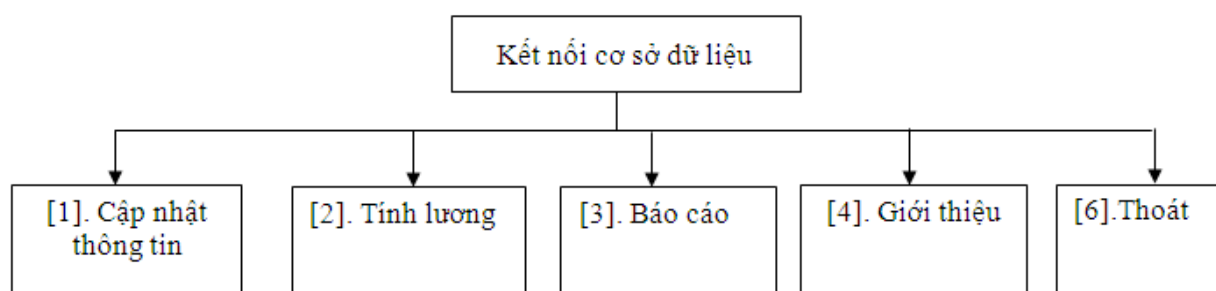 Kết nối cơ sở dữ liệu
[1]. Cập nhật
thông tin
[2]. Tính lương
[3]. Báo cáo
[4]. Giới thiệu
[6].Thoát